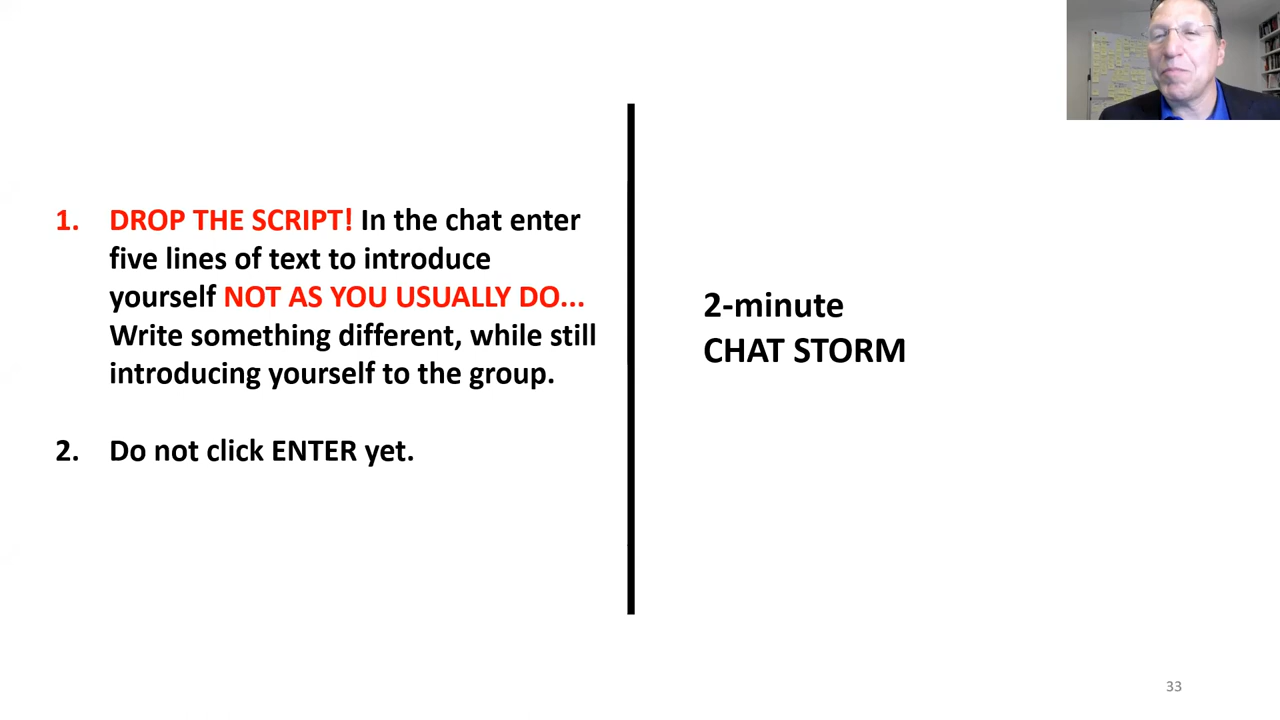 1. DROP THE SCRIPT! In the chat enter
five lines of text to introduce
yourself NOT AS YOU USUALLY DO...
Write something different, while still
introducing yourself to the group.
2. Do not click ENTER yet.
2-minute
CHAT STORM
33